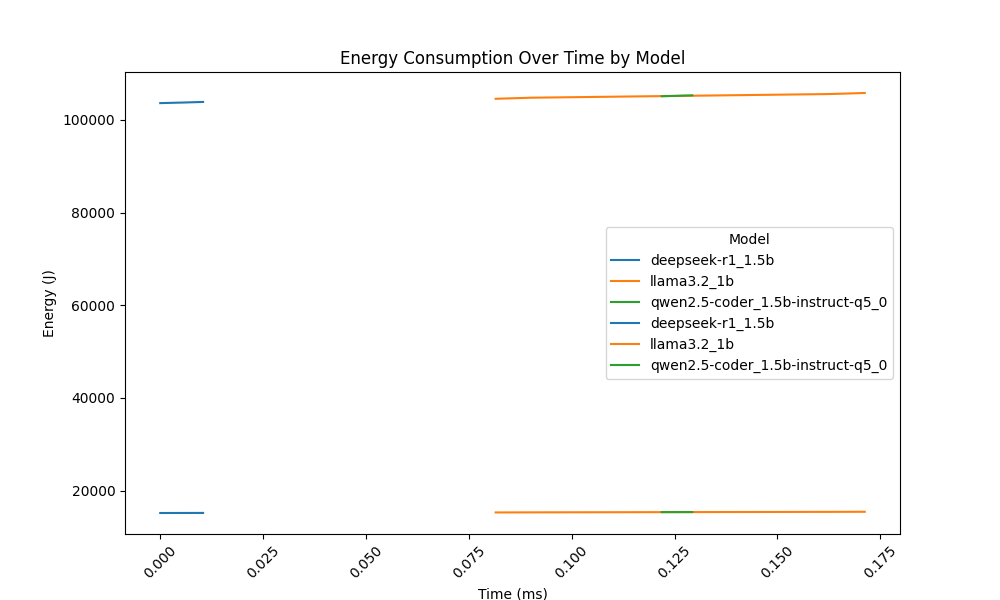 Energy Consumption Over Time by Model
Energy (J)
100000
80000
60000
40000
20000
Model
deepseek-r1_1.5b
llama3.2_1b
qwen2.5-coder_1.5b-instruct-q5_0
deepseek-r1_1.5b
llama3.2_1b
qwen2.5-coder_1.5b-instruct-q5_0
0.000
0.025
0.050
0.075
0.100
0.125
0.150
0.175
Time (ms)